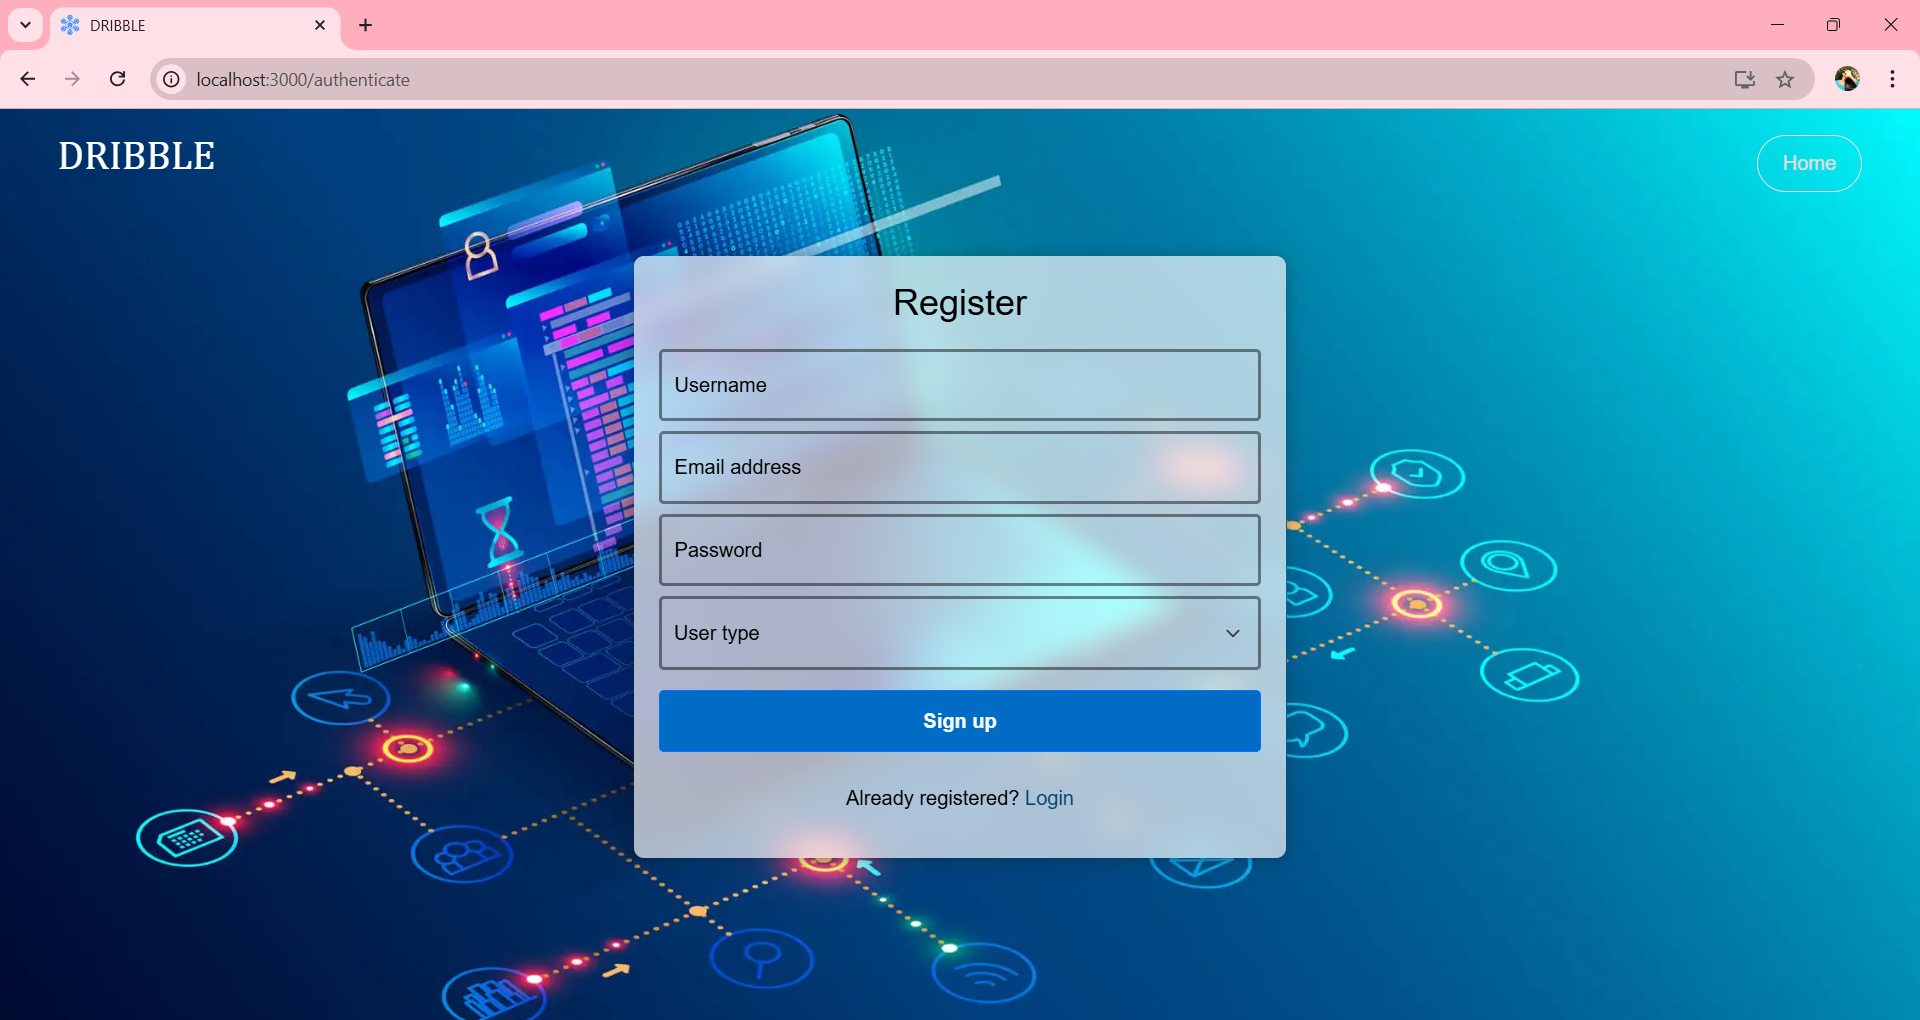 DRIBBLE
localhost:3000/authenticate
DRIBBLE
Home
Register
Username
Email address
Password
User type
Sign up
Already registered? Login